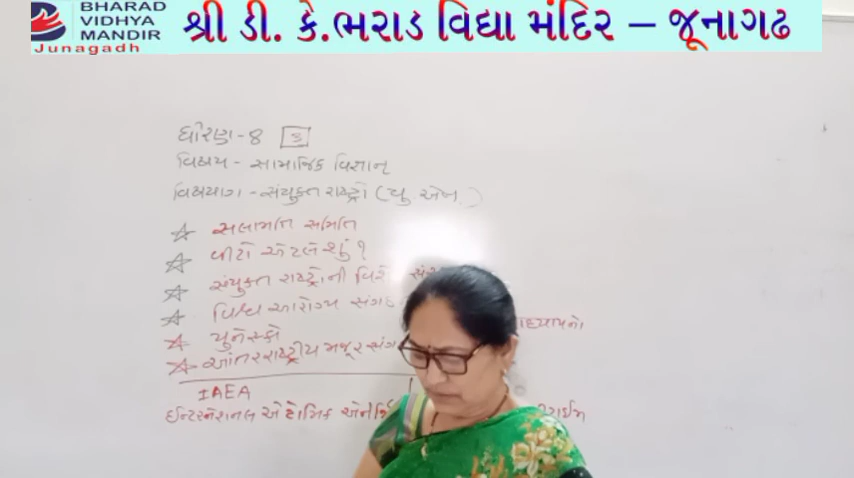 BHARAD
VIDHYA
MANDIR
Junagadh
શ્રી ડી. કે.ભરાડ વિદ્યા મંદિર – જૂનાગઢ
ધોરણ-8 3
વિષય - સામાજિક વિજ્ઞાન
વિષયાંગ - સંયુક્ત રાષ્ટ્રો (યુ. એન.)
સલામતિ સમિતિ
વીટો એટલે શું?
સંયુક્ત રાષ્ટ્રોની
વિશ્વ આરોગ્ય
યુનેસ્કો
આંતરરાષ્ટ્રીય મજૂર
IAEA
ઈન્ટરનેશનલ એટોમિક